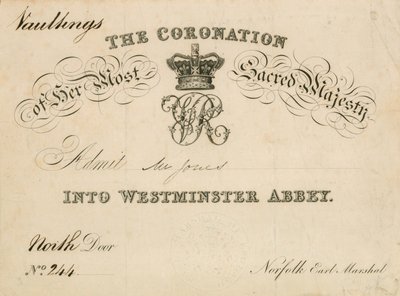 Vaultings
THE CORONATION
of Her Most Sacred Majesty
VR
Admit Mr Jones
INTO WESTMINSTER ABBEY.
North Door
No. 244
Norfolk Earl Marshal